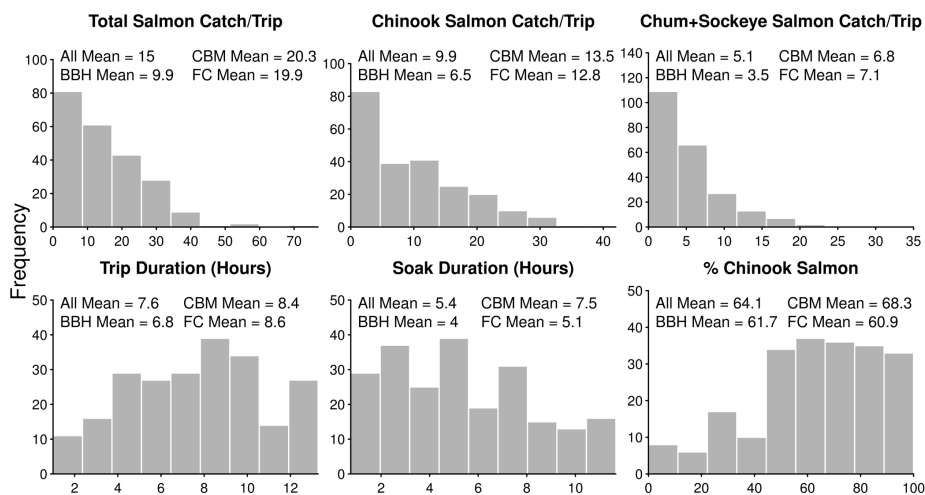 Total Salmon Catch/Trip
All Mean = 15 CBM Mean = 20.3
BBH Mean = 9.9 FC Mean = 19.9
100
80
60
40
20
0
0 10 20 30 40 50 60 70
Chinook Salmon Catch/Trip
All Mean = 9.9 CBM Mean = 13.5
BBH Mean = 6.5 FC Mean = 12.8
100
80
60
40
20
0
0 10 20 30 40
Chum+Sockeye Salmon Catch/Trip
All Mean = 5.1 CBM Mean = 6.8
BBH Mean = 3.5 FC Mean = 7.1
140
120
100
80
60
40
20
0
0 5 10 15 20 25 30 35
Frequency
Trip Duration (Hours)
All Mean = 7.6 CBM Mean = 8.4
BBH Mean = 6.8 FC Mean = 8.6
50
40
30
20
10
0
2 4 6 8 10 12
Soak Duration (Hours)
All Mean = 5.4 CBM Mean = 7.5
BBH Mean = 4 FC Mean = 5.1
50
40
30
20
10
0
2 4 6 8 10
% Chinook Salmon
All Mean = 64.1 CBM Mean = 68.3
BBH Mean = 61.7 FC Mean = 60.9
50
40
30
20
10
0
0 20 40 60 80 100